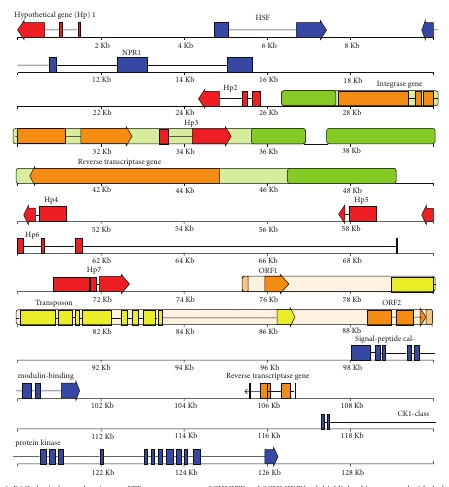 Hypothetical gene (Hp) 1
HSF
2 Kb 4 Kb 6 Kb 8 Kb
NPR1
12 Kb 14 Kb 16 Kb 18 Kb
Hp2
Integrase gene
22 Kb 24 Kb 26 Kb 28 Kb
Hp3
32 Kb 34 Kb 36 Kb 38 Kb
Reverse transcriptase gene
42 Kb 44 Kb 46 Kb 48 Kb
Hp4
Hp5
52 Kb 54 Kb 56 Kb 58 Kb
Hp6
62 Kb 64 Kb 66 Kb 68 Kb
Hp7
ORF1
72 Kb 74 Kb 76 Kb 78 Kb
Transposon
ORF2
82 Kb 84 Kb 86 Kb 88 Kb
Signal-peptide cal-
92 Kb 94 Kb 96 Kb 98 Kb
modulin-binding
Reverse transcriptase gene
102 Kb 104 Kb 106 Kb 108 Kb
CK1-class
112 Kb 114 Kb 116 Kb 118 Kb
protein kinase
122 Kb 124 Kb 126 Kb 128 Kb